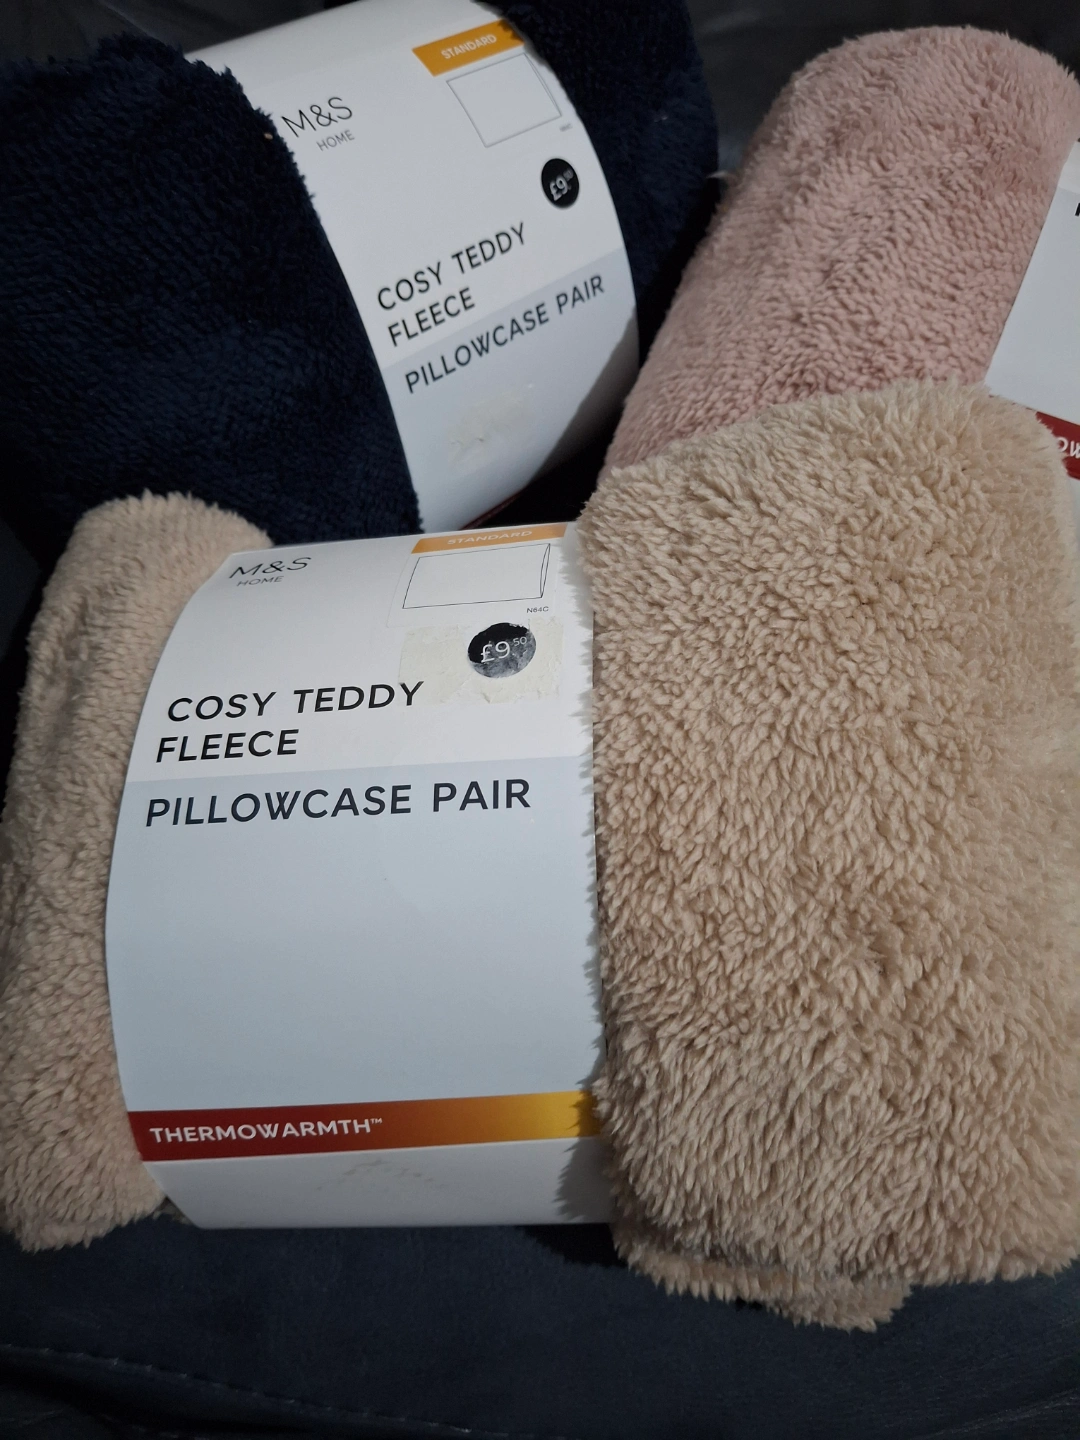 STANDARD
M&S
HOME
£9.50
COSY TEDDY
FLEECE
PILLOWCASE PAIR
STANDARD
M&S
HOME
N64C
£9.50
COSY TEDDY
FLEECE
PILLOWCASE PAIR
THERMOWARMTH™